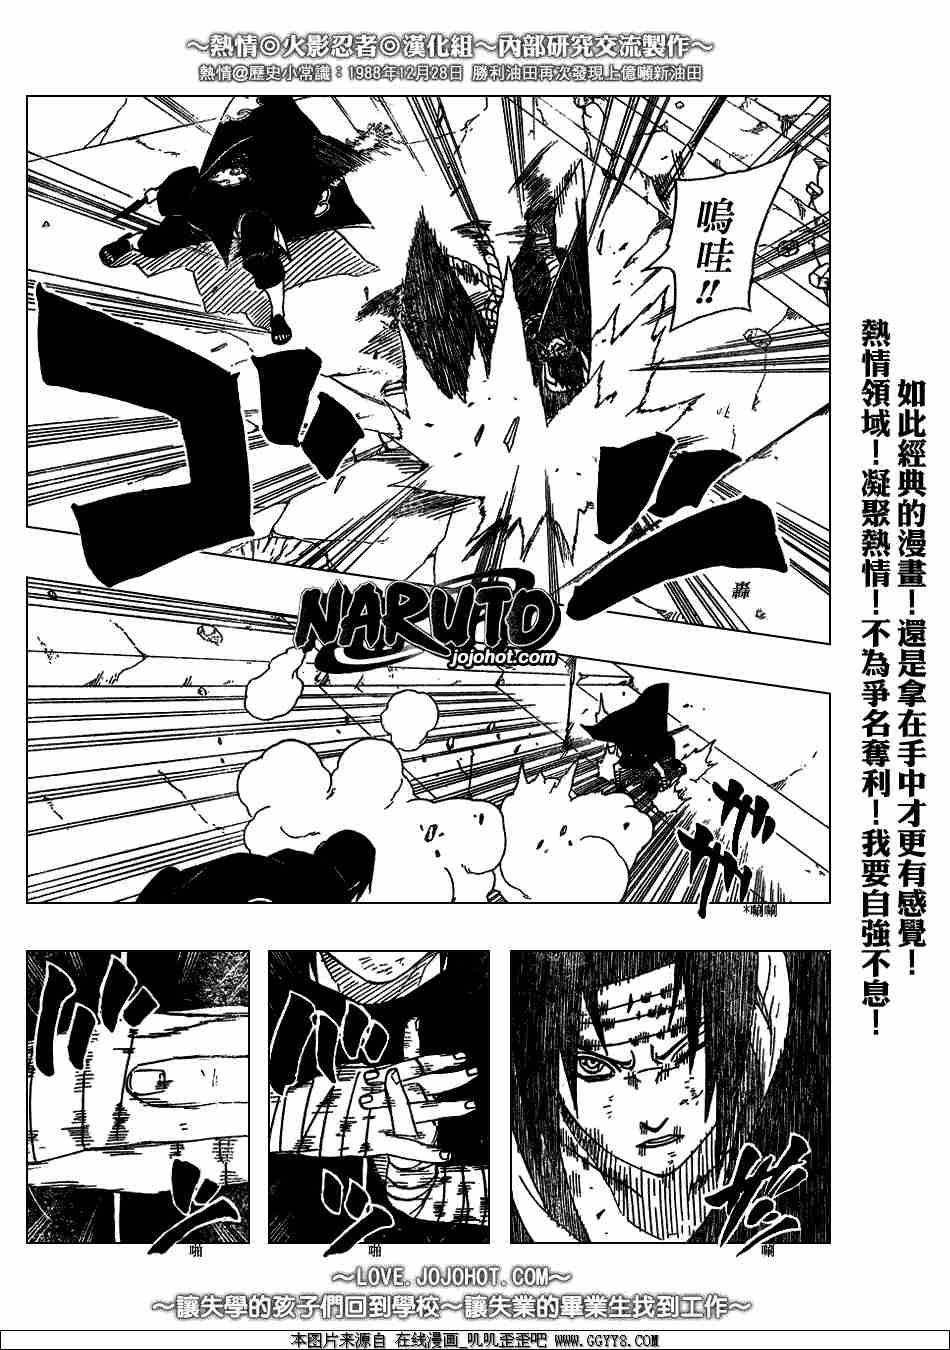 ～熱情◎火影忍者◎漢化組～內部研究交流製作～
熱情@歷史小常識：1988年12月28日 勝利油田再次發現上億噸新油田
嗚哇!!
ゴッ
轟
NARUTO
jojohot.com
如此經典的漫畫！還是拿在手中才更有感覺！
熱情領域！凝聚熱情！不為爭名奪利！我要自強不息！
ザザ
*唰唰
ザッ
唰
バッ
啪
バッ
啪
～LOVE.JOJOHOT.COM～
～讓失學的孩子們回到學校～讓失業的畢業生找到工作～
本图片来源自 在线漫画_叽叽歪歪吧 www.GGYY8.com